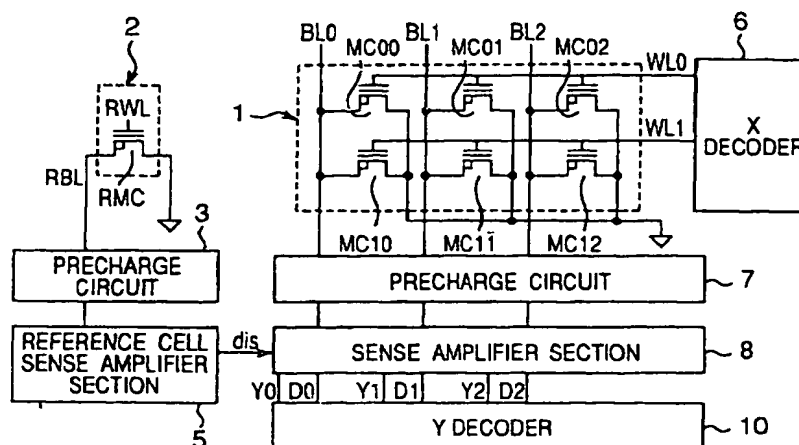 2
BL0 BL1 BL2
6
MC00 MC01 MC02
WL0
RWL
1
X
DECODER
WL1
RBL
RMC
3
MC10 MC11 MC12
PRECHARGE
CIRCUIT
PRECHARGE CIRCUIT
7
REFERENCE CELL
SENSE AMPLIFIER
SECTION
dis
SENSE AMPLIFIER SECTION
8
Y0 D0 Y1 D1 Y2 D2
5
Y DECODER
10